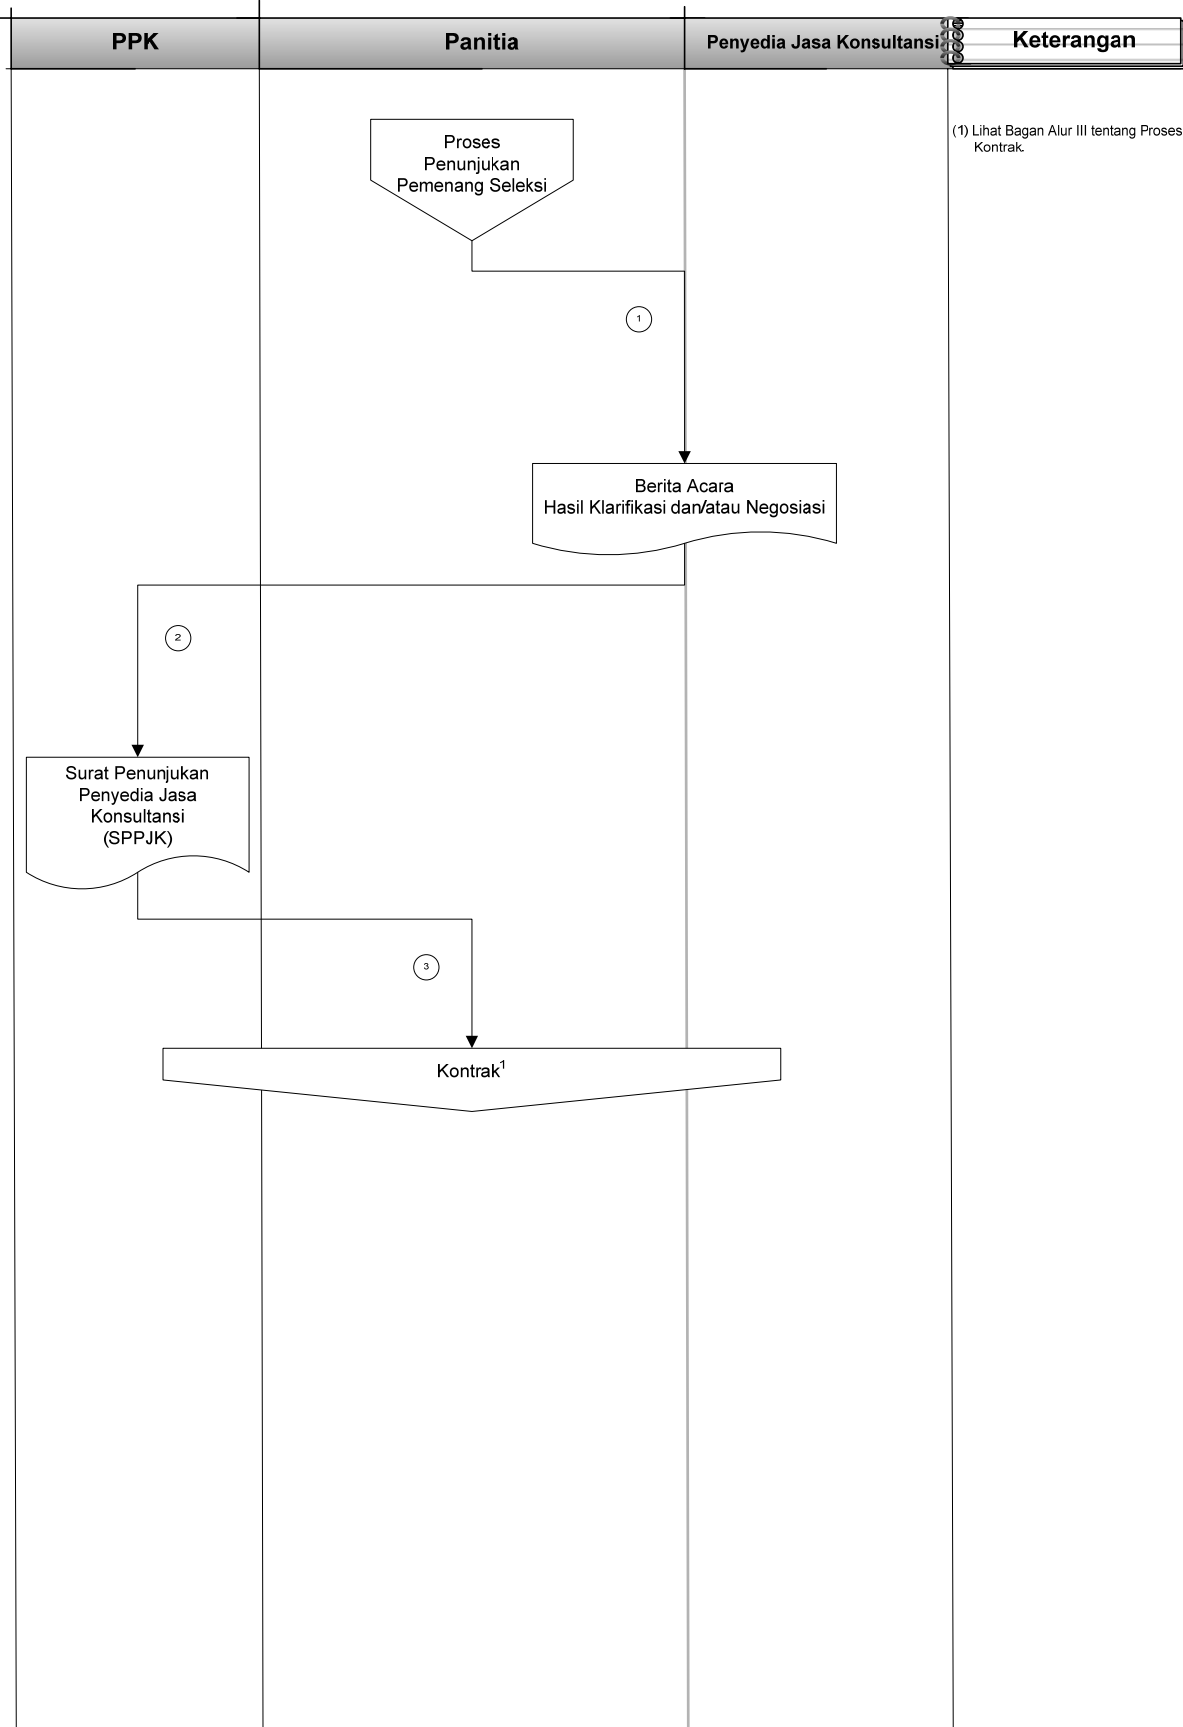 PPK
Panitia
Penyedia Jasa Konsultansi
Keterangan
(1) Lihat Bagan Alur III tentang Proses
Kontrak.
Proses
Penunjukan
Pemenang Seleksi
1
Berita Acara
Hasil Klarifikasi dan/atau Negosiasi
2
Surat Penunjukan
Penyedia Jasa
Konsultansi
(SPPJK)
3
Kontrak¹